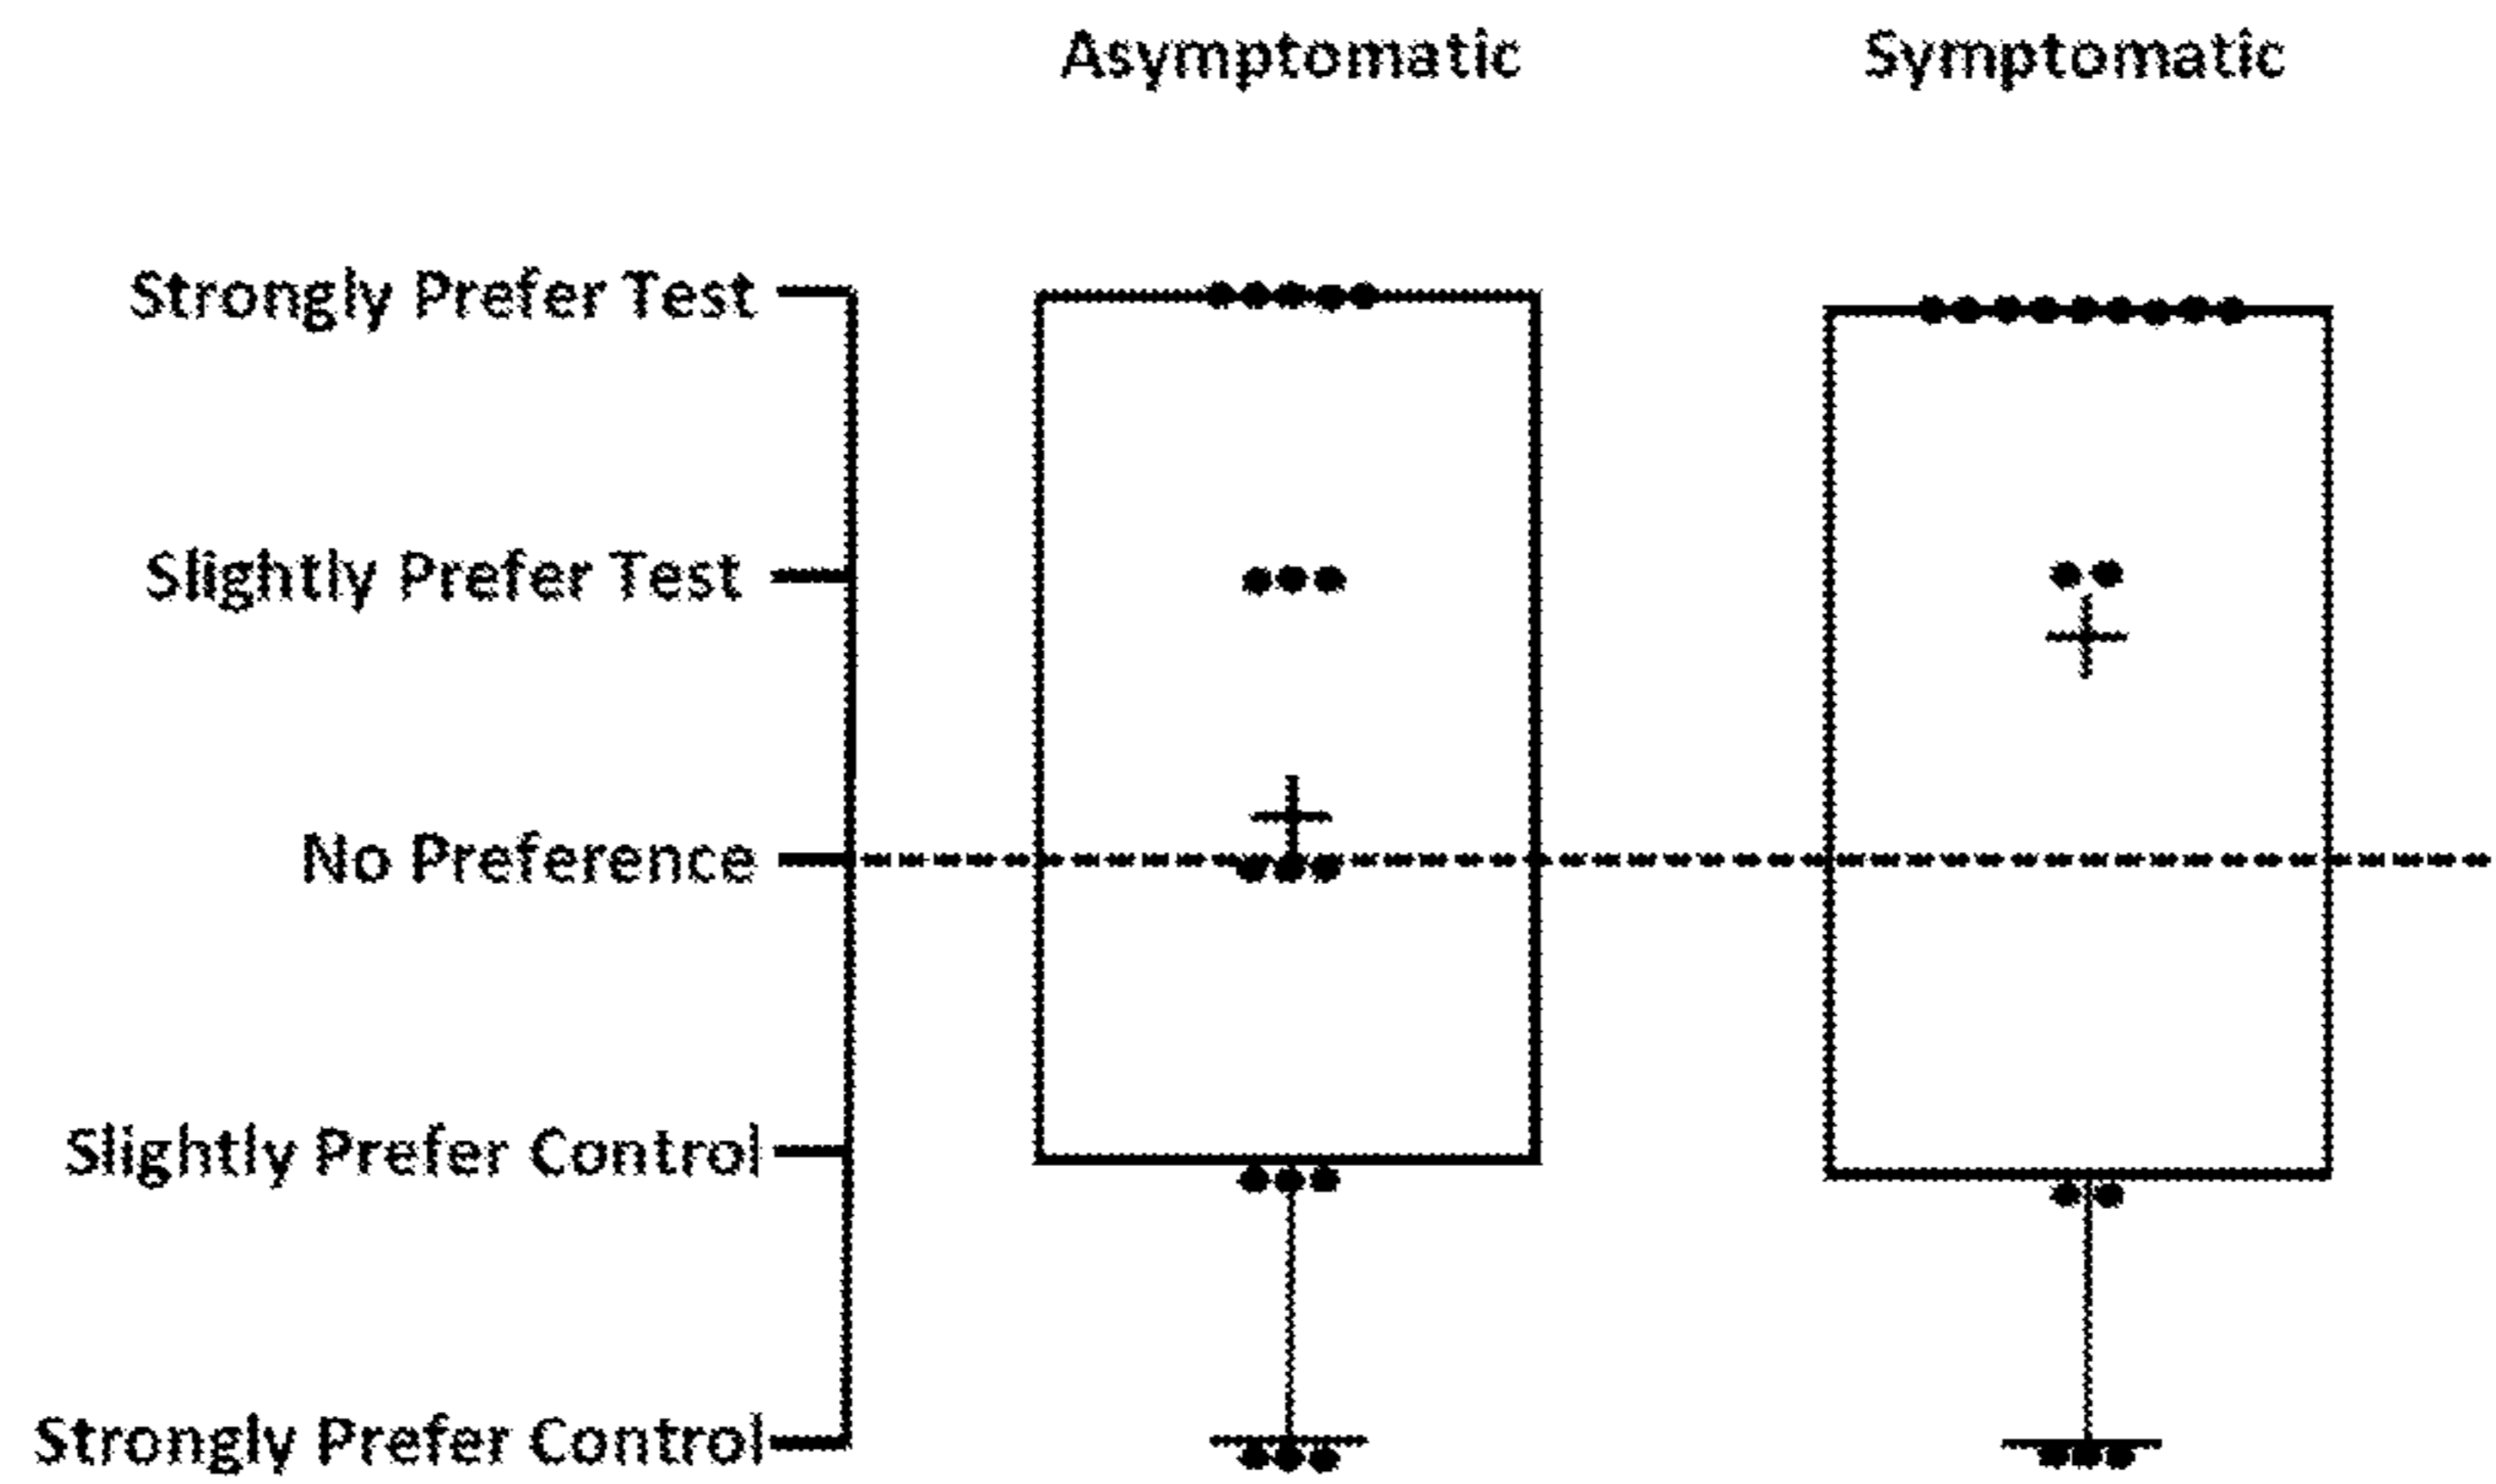 Asymptomatic Symptomatic
Strongly Prefer Test
Slightly Prefer Test
No Preference
Slightly Prefer Control
Strongly Prefer Control